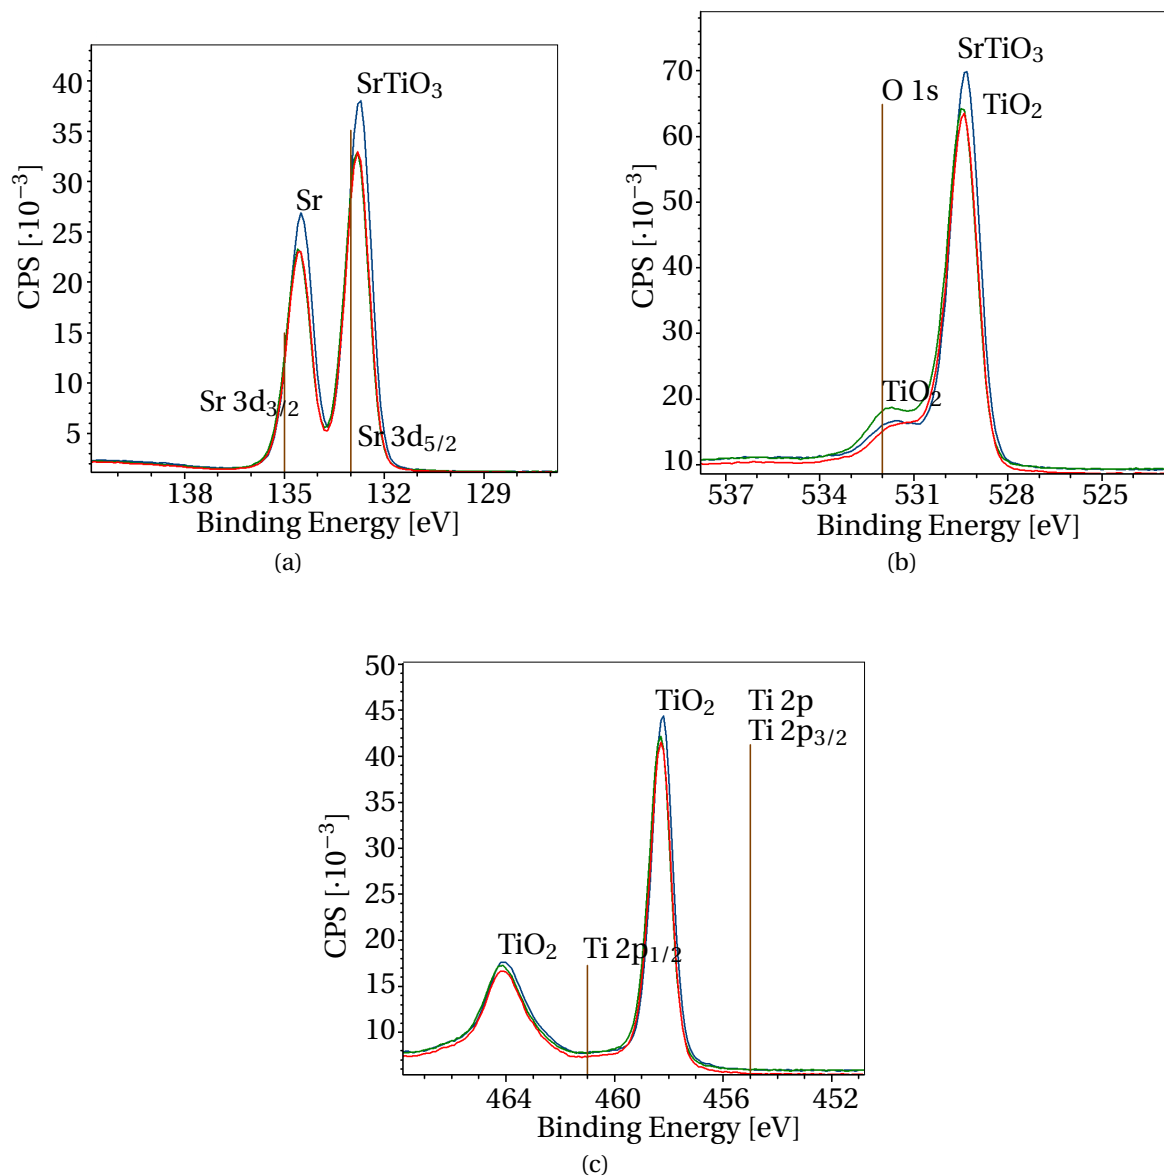 SrTiO₃
Sr
Sr 3d₃/₂
Sr 3d₅/₂
40
35
30
25
20
15
10
5
CPS [·10⁻³]
138 135 132 129
Binding Energy [eV]
(a)
SrTiO₃
O 1s
TiO₂
TiO₂
70
60
50
40
30
20
10
CPS [·10⁻³]
537 534 531 528 525
Binding Energy [eV]
(b)
TiO₂
Ti 2p
Ti 2p₃/₂
TiO₂
Ti 2p₁/₂
50
45
40
35
30
25
20
15
10
CPS [·10⁻³]
464 460 456 452
Binding Energy [eV]
(c)